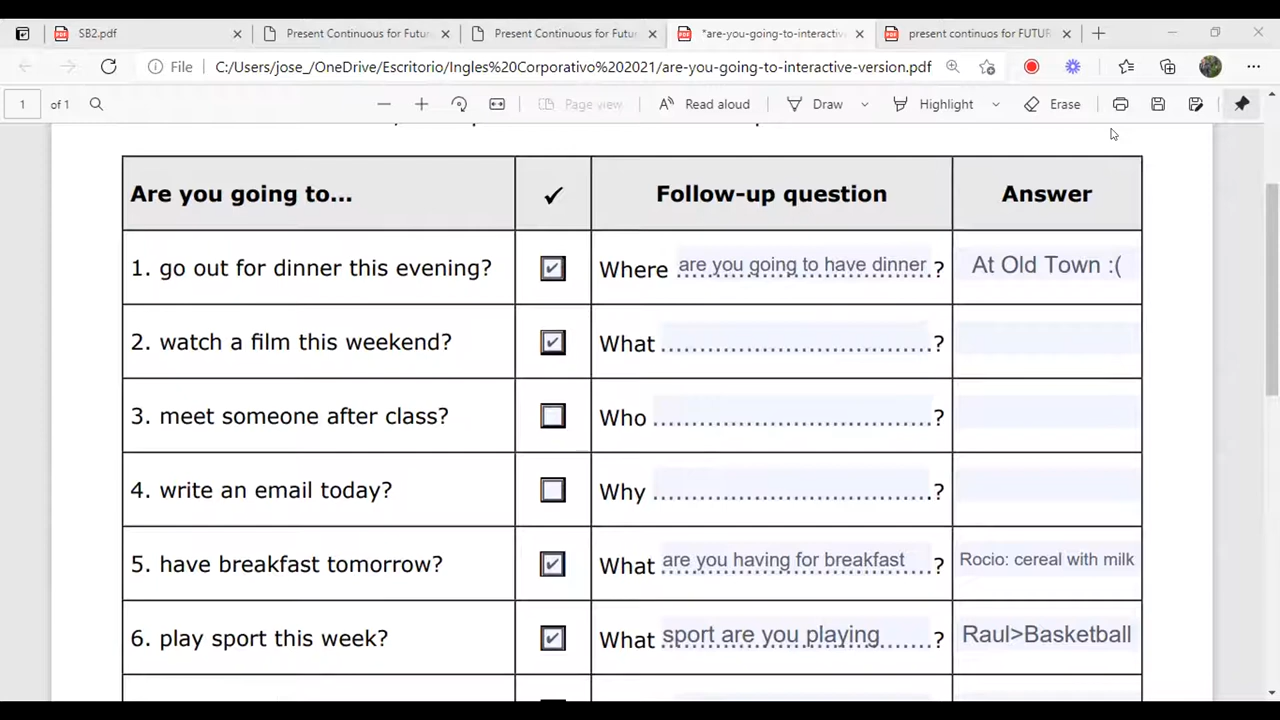 SB2.pdf
Present Continuous for Futur
Present Continuous for Futur
*are-you-going-to-interactive
present continuos for FUTUR
File C:/Users/jose_/OneDrive/Escritorio/Ingles%20Corporativo%202021/are-you-going-to-interactive-version.pdf
1 of 1 Page view Read aloud Draw Highlight Erase
Are you going to... ✓ Follow-up question Answer
1. go out for dinner this evening? ✓ Where are you going to have dinner? At Old Town :(
2. watch a film this weekend? ✓ What ..............................?
3. meet someone after class? Who ..............................?
4. write an email today? Why ..............................?
5. have breakfast tomorrow? ✓ What are you having for breakfast ? Rocio: cereal with milk
6. play sport this week? ✓ What sport are you playing ? Raul>Basketball